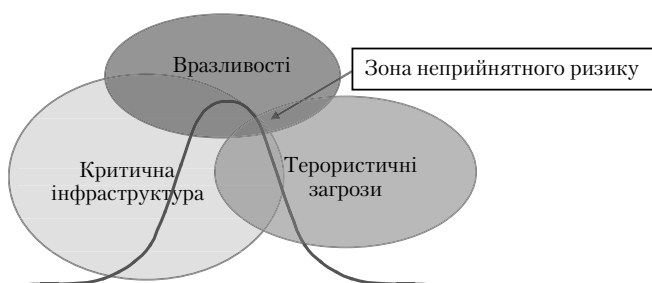 Вразливості
Зона неприйнятного ризику
Критична
інфраструктура
Терористичні
загрози